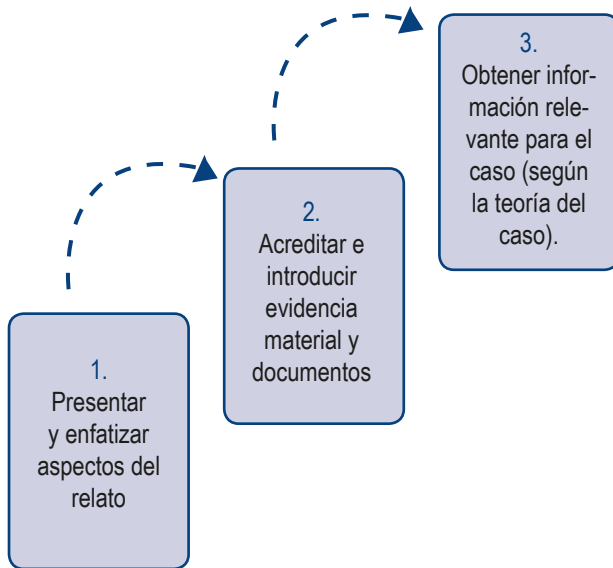 1.
Presentar
y enfatizar
aspectos del
relato
2.
Acreditar e
introducir
evidencia
material y
documentos
3.
Obtener infor-
mación rele-
vante para el
caso (según
la teoría del
caso).